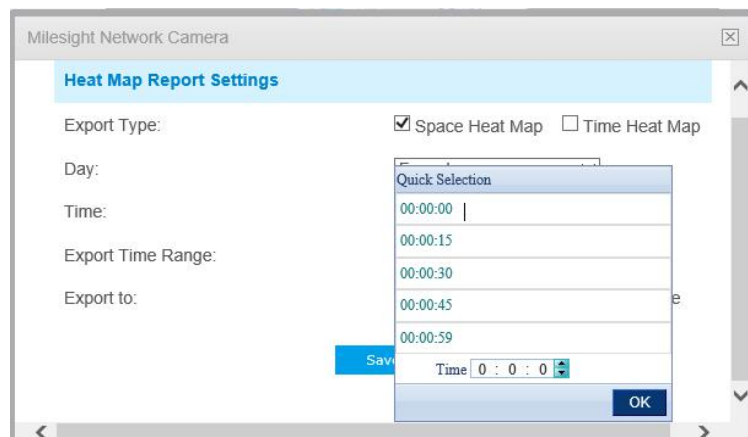 Milesight Network Camera
Heat Map Report Settings
Export Type:
Space Heat Map
Time Heat Map
Day:
Quick Selection
Time:
00:00:00
00:00:15
Export Time Range:
00:00:30
Export to:
00:00:45
00:00:59
Time 0 : 0 : 0
OK